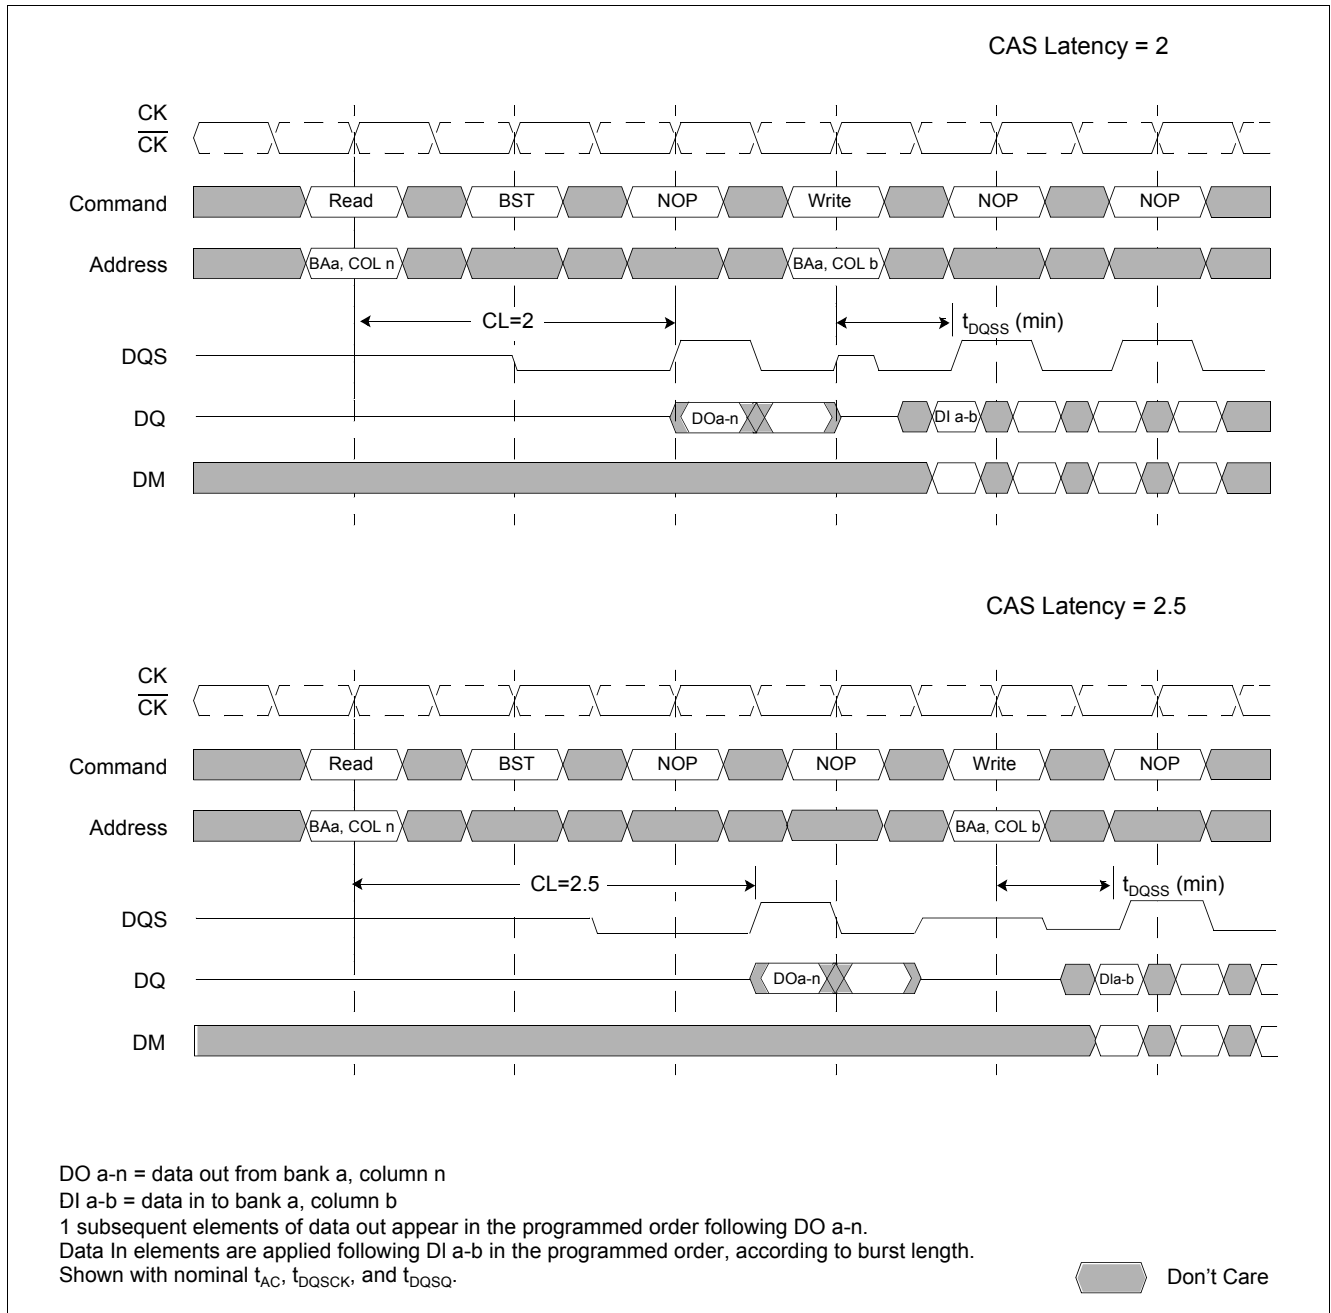 CAS Latency = 2
CK
CK
Command
Read
BST
NOP
Write
NOP
NOP
Address
BAa, COL n
BAa, COL b
CL=2
tDQSS (min)
DQS
DQ
DOa-n
DI a-b
DM
CAS Latency = 2.5
CK
CK
Command
Read
BST
NOP
NOP
Write
NOP
Address
BAa, COL n
BAa, COL b
CL=2.5
tDQSS (min)
DQS
DQ
DOa-n
DIa-b
DM
DO a-n = data out from bank a, column n
DI a-b = data in to bank a, column b
1 subsequent elements of data out appear in the programmed order following DO a-n.
Data In elements are applied following DI a-b in the programmed order, according to burst length.
Shown with nominal tAC, tDQSCK, and tDQSQ.
Don't Care